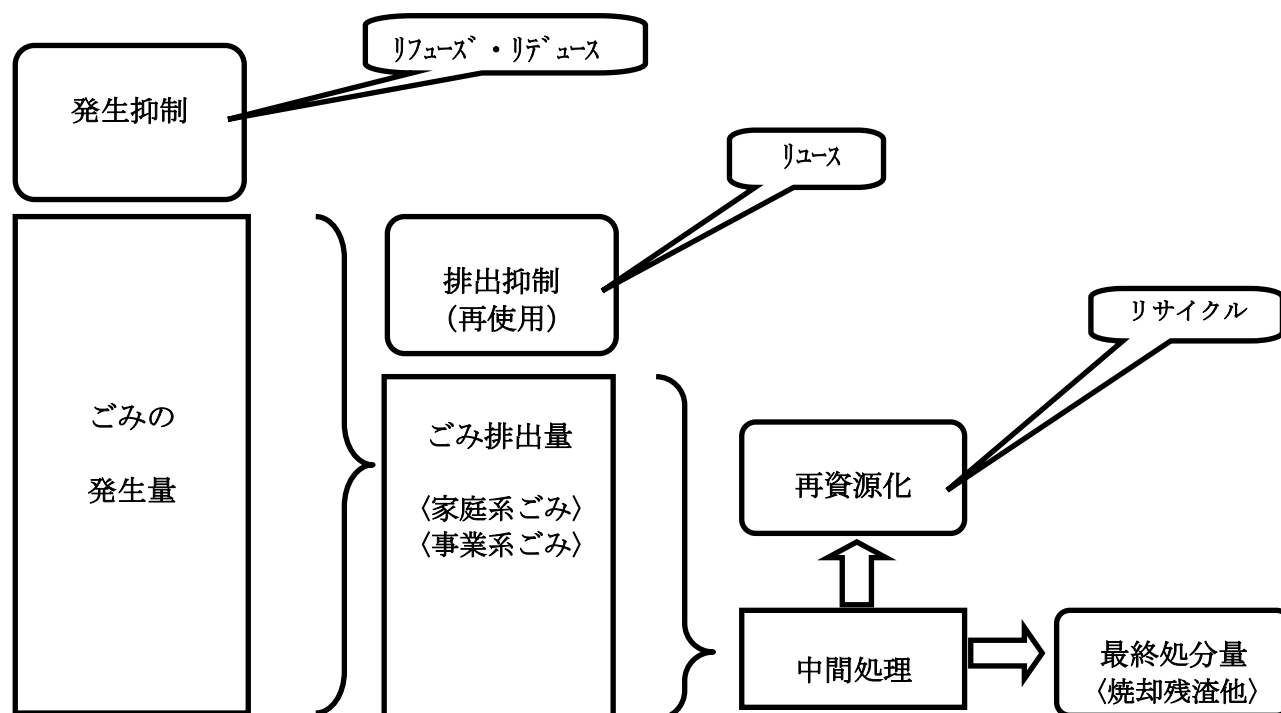 リフューズ・リデュース
発生抑制
リュース
排出抑制
(再使用)
リサイクル
ごみの
発生量
ごみ排出量
〈家庭系ごみ〉
〈事業系ごみ〉
再資源化
中間処理
最終処分量
〈焼却残渣他〉